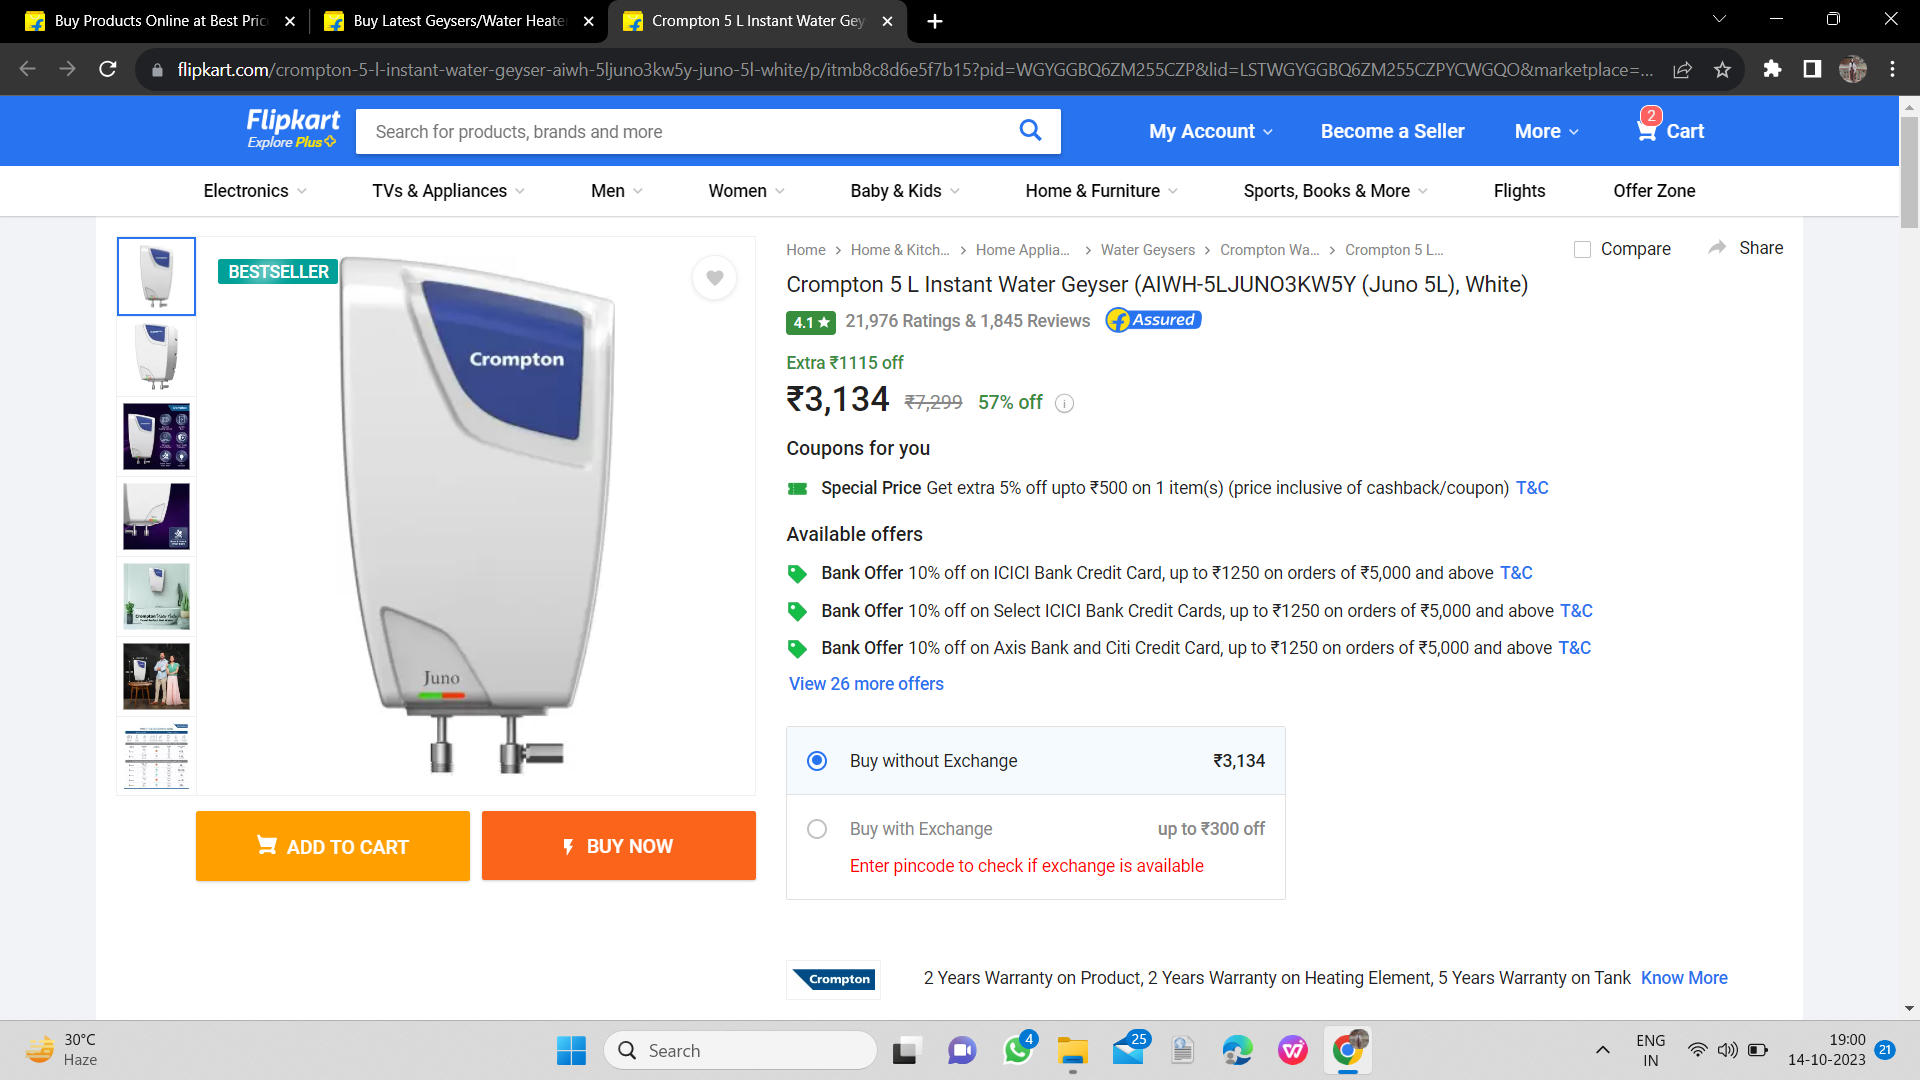 Buy Products Online at Best Pric
Buy Latest Geysers/Water Heate
Crompton 5 L Instant Water Gey
flipkart.com/crompton-5-l-instant-water-geyser-aiwh-5ljuno3kw5y-juno-5l-white/p/itmb8c8d6e5f7b15?pid=WGYGGBQ6ZM255CZP&lid=LSTWGYGGBQ6ZM255CZPYCWGQO&marketplace=...
Flipkart
Explore Plus
Search for products, brands and more
My Account
Become a Seller
More
2
Cart
Electronics
TVs & Appliances
Men
Women
Baby & Kids
Home & Furniture
Sports, Books & More
Flights
Offer Zone
BESTSELLER
Crompton
Juno
Home
Home & Kitch...
Home Applia...
Water Geysers
Crompton Wa...
Crompton 5 L...
Compare
Share
Crompton 5 L Instant Water Geyser (AIWH-5LJUNO3KW5Y (Juno 5L), White)
4.1★
21,976 Ratings & 1,845 Reviews
Assured
Extra ₹1115 off
₹3,134 ₹7,299 57% off
Coupons for you
Special Price Get extra 5% off upto ₹500 on 1 item(s) (price inclusive of cashback/coupon) T&C
Available offers
Bank Offer 10% off on ICICI Bank Credit Card, up to ₹1250 on orders of ₹5,000 and above T&C
Bank Offer 10% off on Select ICICI Bank Credit Cards, up to ₹1250 on orders of ₹5,000 and above T&C
Bank Offer 10% off on Axis Bank and Citi Credit Card, up to ₹1250 on orders of ₹5,000 and above T&C
View 26 more offers
Buy without Exchange
₹3,134
Buy with Exchange
up to ₹300 off
Enter pincode to check if exchange is available
ADD TO CART
BUY NOW
Crompton
2 Years Warranty on Product, 2 Years Warranty on Heating Element, 5 Years Warranty on Tank Know More
30°C
Haze
Search
4
25
ENG
IN
19:00
14-10-2023
21